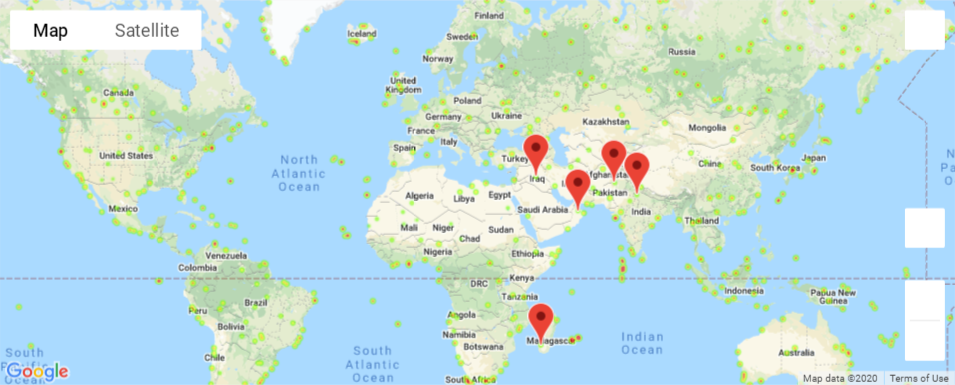 Map Satellite
Finland
Iceland
Sweden
Russia
Norway
Canada
United
Kingdom
Poland
Germany
Ukraine
Kazakhstan
France
Mongolia
Italy
Spain
Turkey
United States
North
Atlantic
Ocean
China
South Korea
Japan
Iraq
Afghanistan
Pakistan
Algeria
Libya
Egypt
Saudi Arabia
Mexico
India
Mali
Niger
Sudan
Chad
Thailand
Venezuela
Nigeria
Ethiopia
Colombia
Kenya
DRC
Indonesia
Papua New
Guinea
Tanzania
Brazil
Peru
Angola
Bolivia
Namibia
Madagascar
Botswana
Indian
Ocean
Australia
South
Atlantic
Ocean
Chile
South
Ocean
South Africa
Google
Map data ©2020 Terms of Use